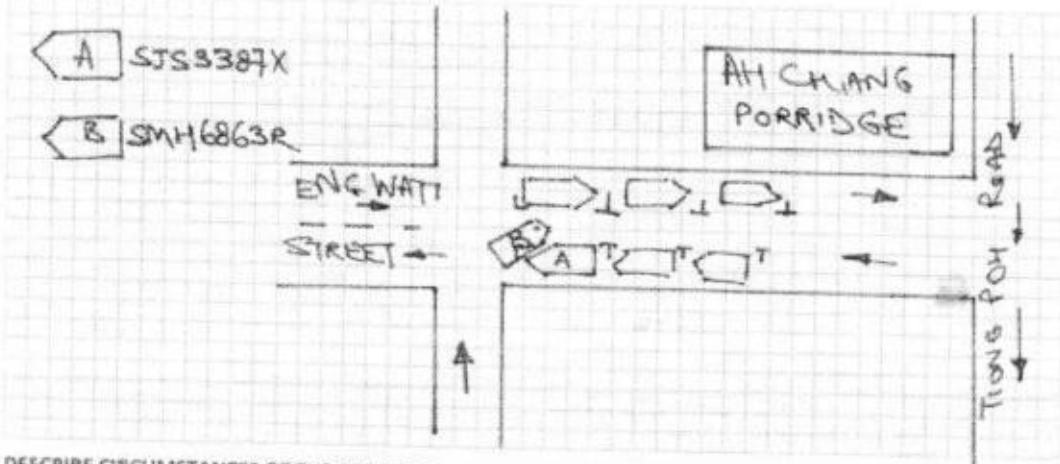 A SJS3387X
B SMH6863R
AH CHIANG
PORRIDGE
ENG WATT
STREET
B
A
TIONG POH ROAD